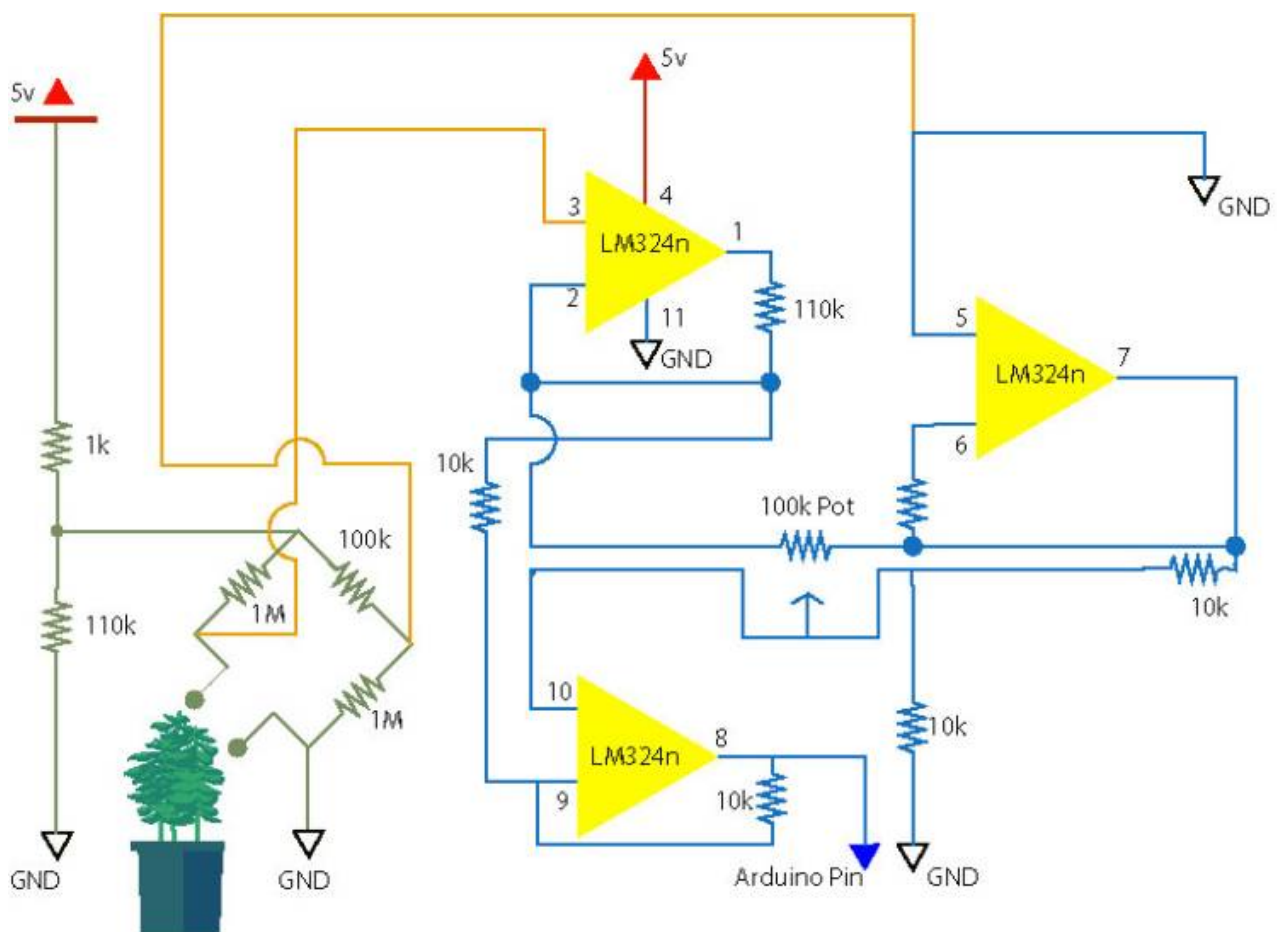 5v
5v
3
4
LM324n
1
GND
2
11
GND
110k
5
LM324n
7
6
1k
10k
100k Pot
100k
1M
10k
110k
1M
10
LM324n
8
10k
9
10k
GND
GND
Arduino Pin
GND